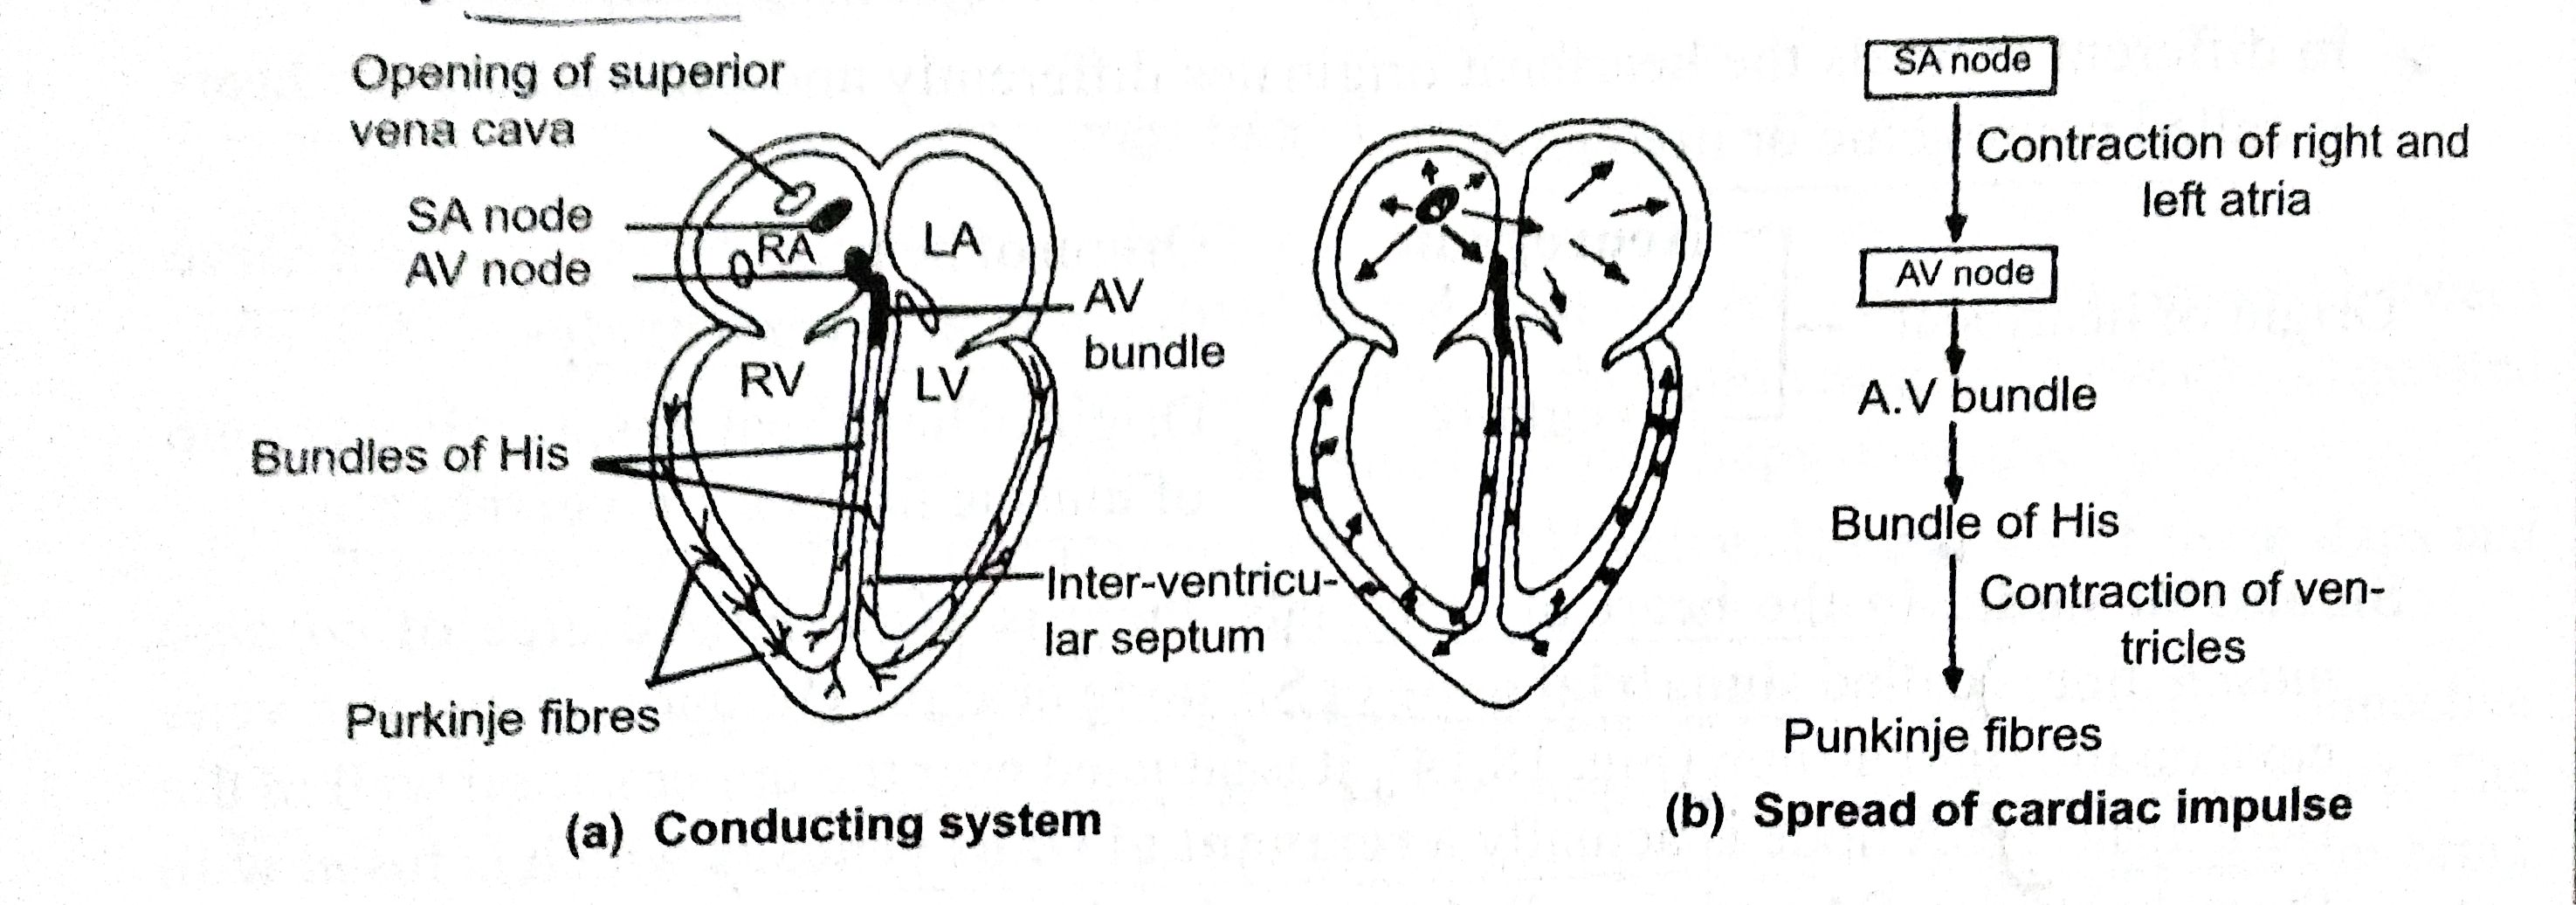 Opening of superior
vena cava
SA node
AV node
RA
LA
AV
bundle
RV
LV
Bundles of His
Inter-ventricu-
lar septum
Purkinje fibres
(a) Conducting system
SA node
Contraction of right and
left atria
AV node
A.V bundle
Bundle of His
Contraction of ven-
tricles
Punkinje fibres
(b) Spread of cardiac impulse